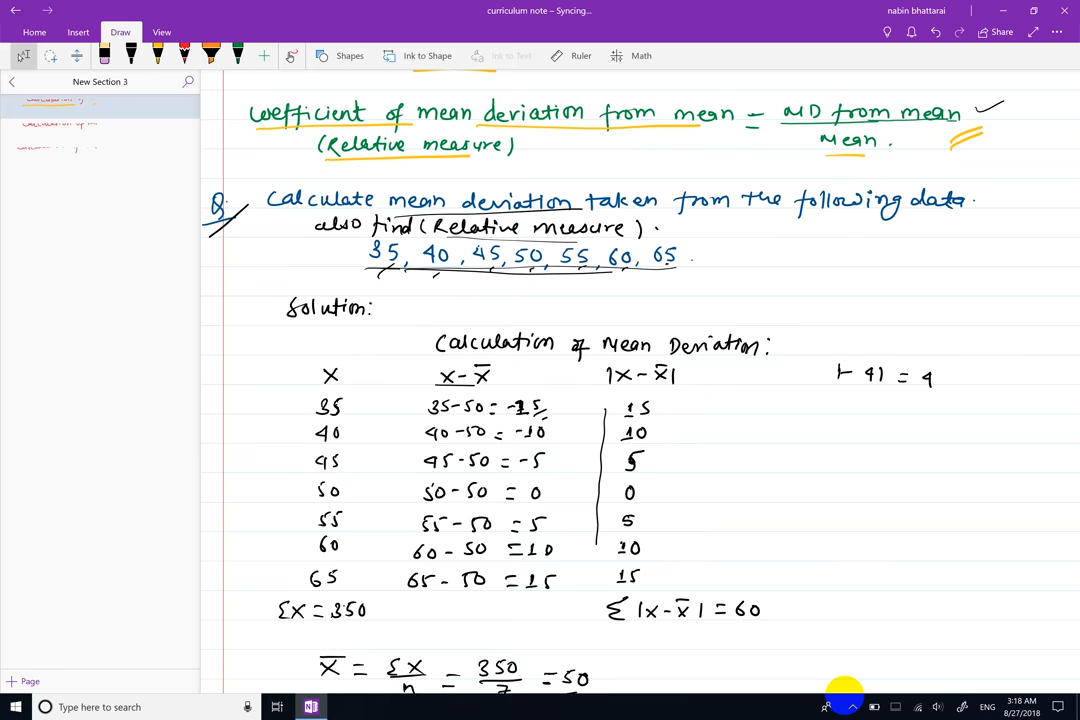 curriculum note – Syncing...
nabin bhattarai
Home Insert Draw View
Share
Shapes Ink to Shape Ink to Text Ruler Math
New Section 3
coefficient of mean deviation from mean = MD from mean
Mean.
(Relative measure)
Q. Calculate mean deviation taken from the following data.
also find (Relative measure).
35, 40, 45, 50, 55, 60, 65.
Solution:
Calculation of Mean Deviation:
X X-X̄ |X-X̄| |-4| = 4
35 35-50 = -15 15
40 40-50 = -10 10
45 45-50 = -5 5
50 50-50 = 0 0
55 55-50 = 5 5
60 60-50 = 10 10
65 65-50 = 15 15
ΣX = 350 Σ|X-X̄| = 60
X̄ = ΣX/n = 350/7 = 50
+ Page
Type here to search
ENG
3:18 AM
8/27/2018